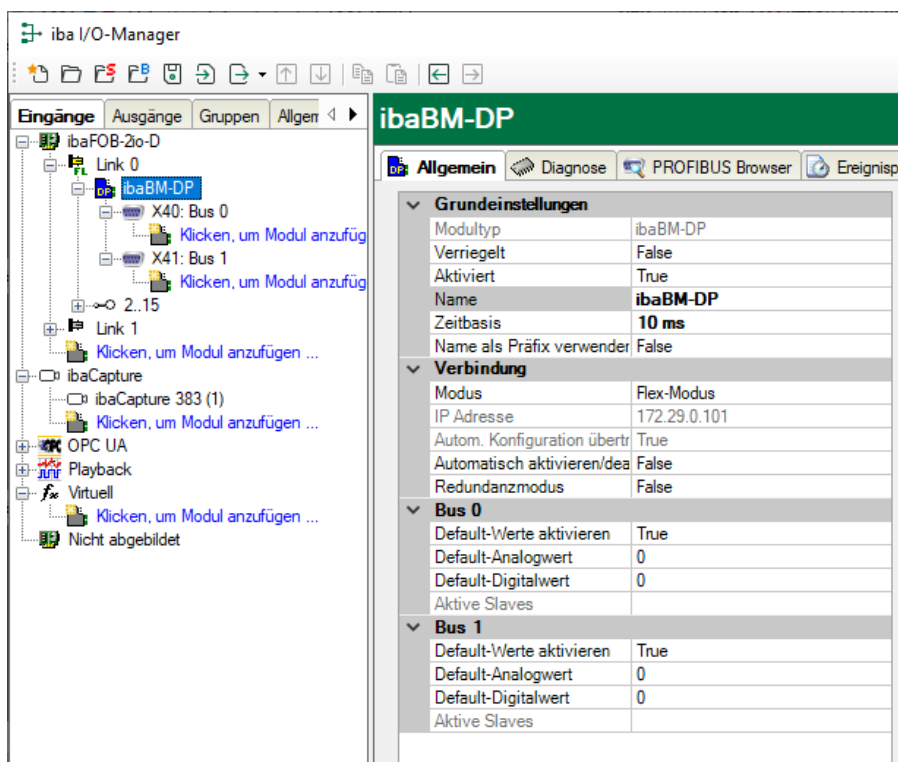 iba I/O-Manager
Eingänge Ausgänge Gruppen Allgem
ibaFOB-2io-D
Link 0
ibaBM-DP
X40: Bus 0
Klicken, um Modul anzufüg
X41: Bus 1
Klicken, um Modul anzufüg
2..15
Link 1
Klicken, um Modul anzufügen ...
ibaCapture
ibaCapture 383 (1)
Klicken, um Modul anzufügen ...
OPC UA
Playback
Virtuell
Klicken, um Modul anzufügen ...
Nicht abgebildet
ibaBM-DP
Allgemein Diagnose PROFIBUS Browser Ereignisp
Grundeinstellungen
Modultyp ibaBM-DP
Verriegelt False
Aktiviert True
Name ibaBM-DP
Zeitbasis 10 ms
Name als Präfix verwender False
Verbindung
Modus Flex-Modus
IP Adresse 172.29.0.101
Autom. Konfiguration übertr True
Automatisch aktivieren/dea False
Redundanzmodus False
Bus 0
Default-Werte aktivieren True
Default-Analogwert 0
Default-Digitalwert 0
Aktive Slaves
Bus 1
Default-Werte aktivieren True
Default-Analogwert 0
Default-Digitalwert 0
Aktive Slaves